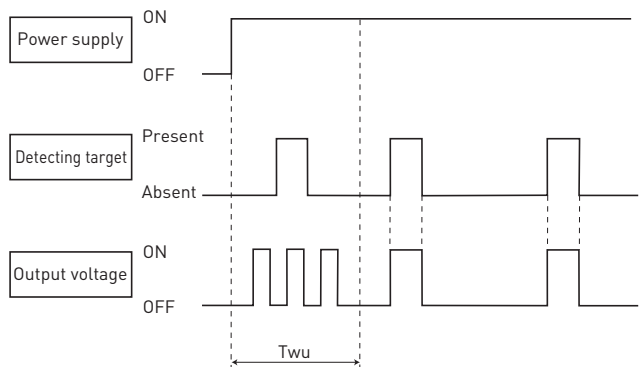 Power supply
ON
OFF
Detecting target
Present
Absent
Output voltage
ON
OFF
Twu